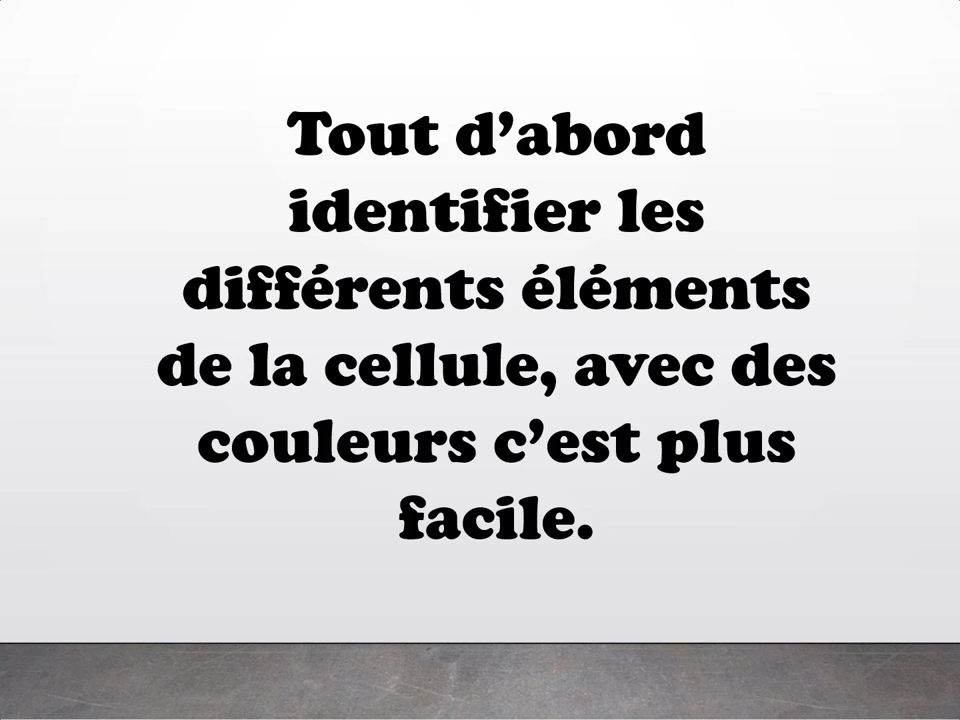 Tout d’abord
identifier les
différents éléments
de la cellule, avec des
couleurs c’est plus
facile.